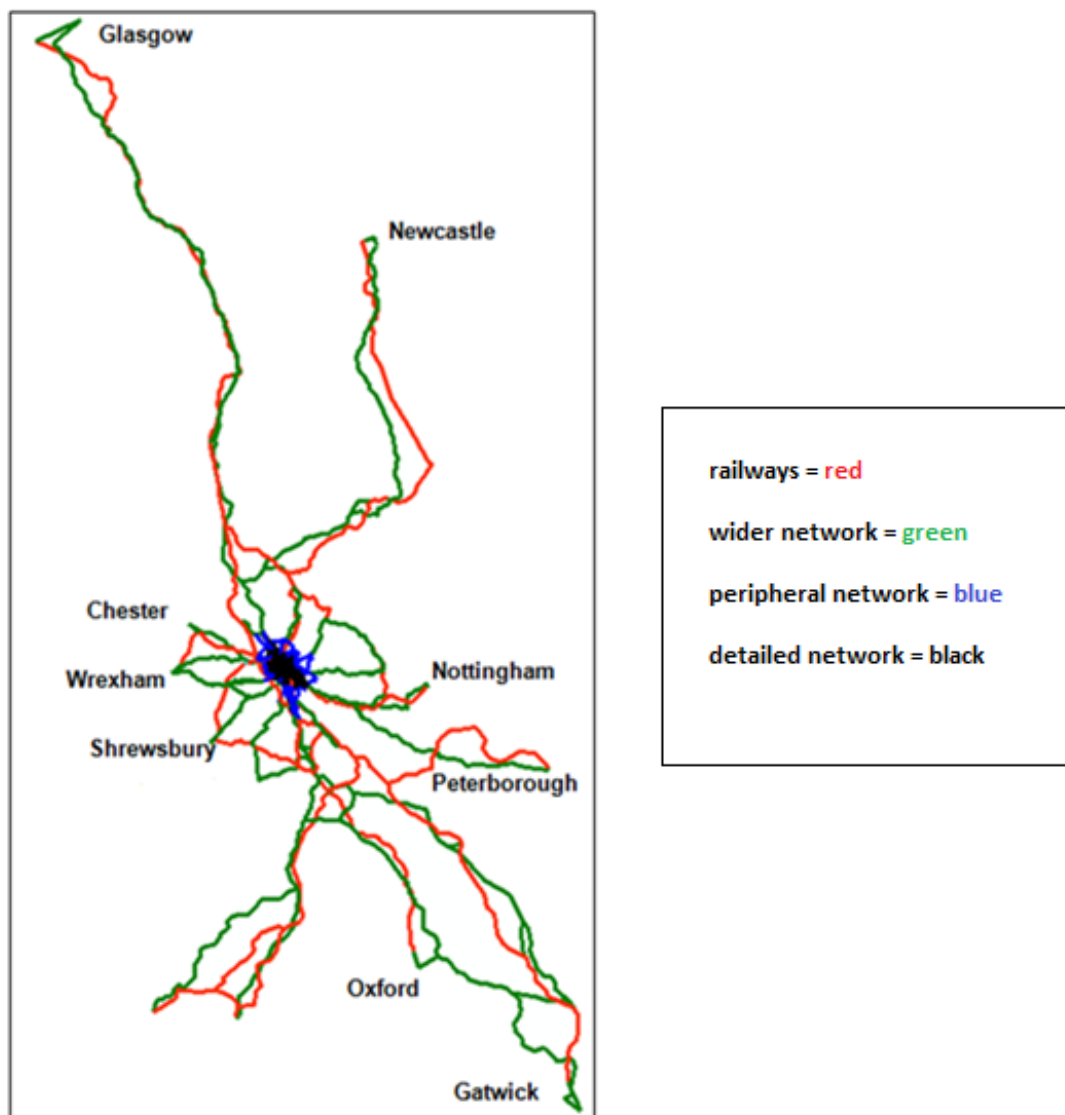 Glasgow
Newcastle
Chester
Wrexham
Nottingham
Shrewsbury
Peterborough
Oxford
Gatwick
railways = red
wider network = green
peripheral network = blue
detailed network = black